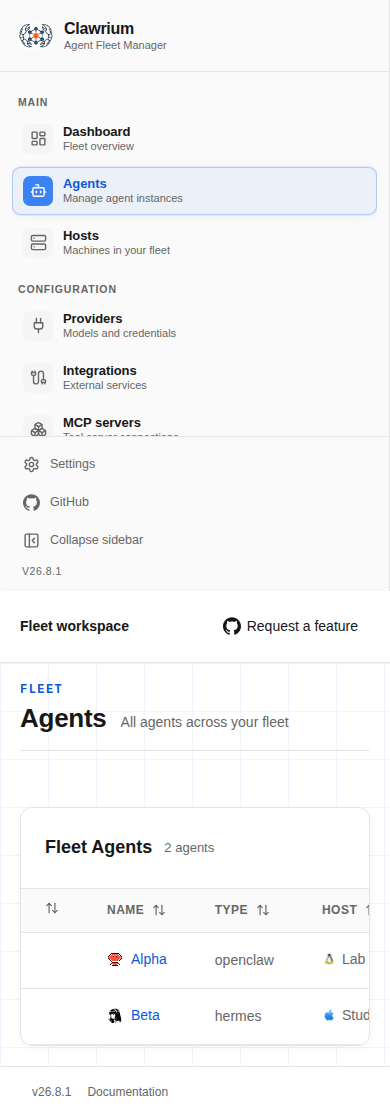 Clawrium
Agent Fleet Manager
MAIN
Dashboard
Fleet overview
Agents
Manage agent instances
Hosts
Machines in your fleet
CONFIGURATION
Providers
Models and credentials
Integrations
External services
MCP servers
Settings
GitHub
Collapse sidebar
V26.8.1
Fleet workspace
Request a feature
FLEET
Agents All agents across your fleet
Fleet Agents 2 agents
NAME TYPE HOST
Alpha openclaw Lab
Beta hermes Stud
v26.8.1 Documentation